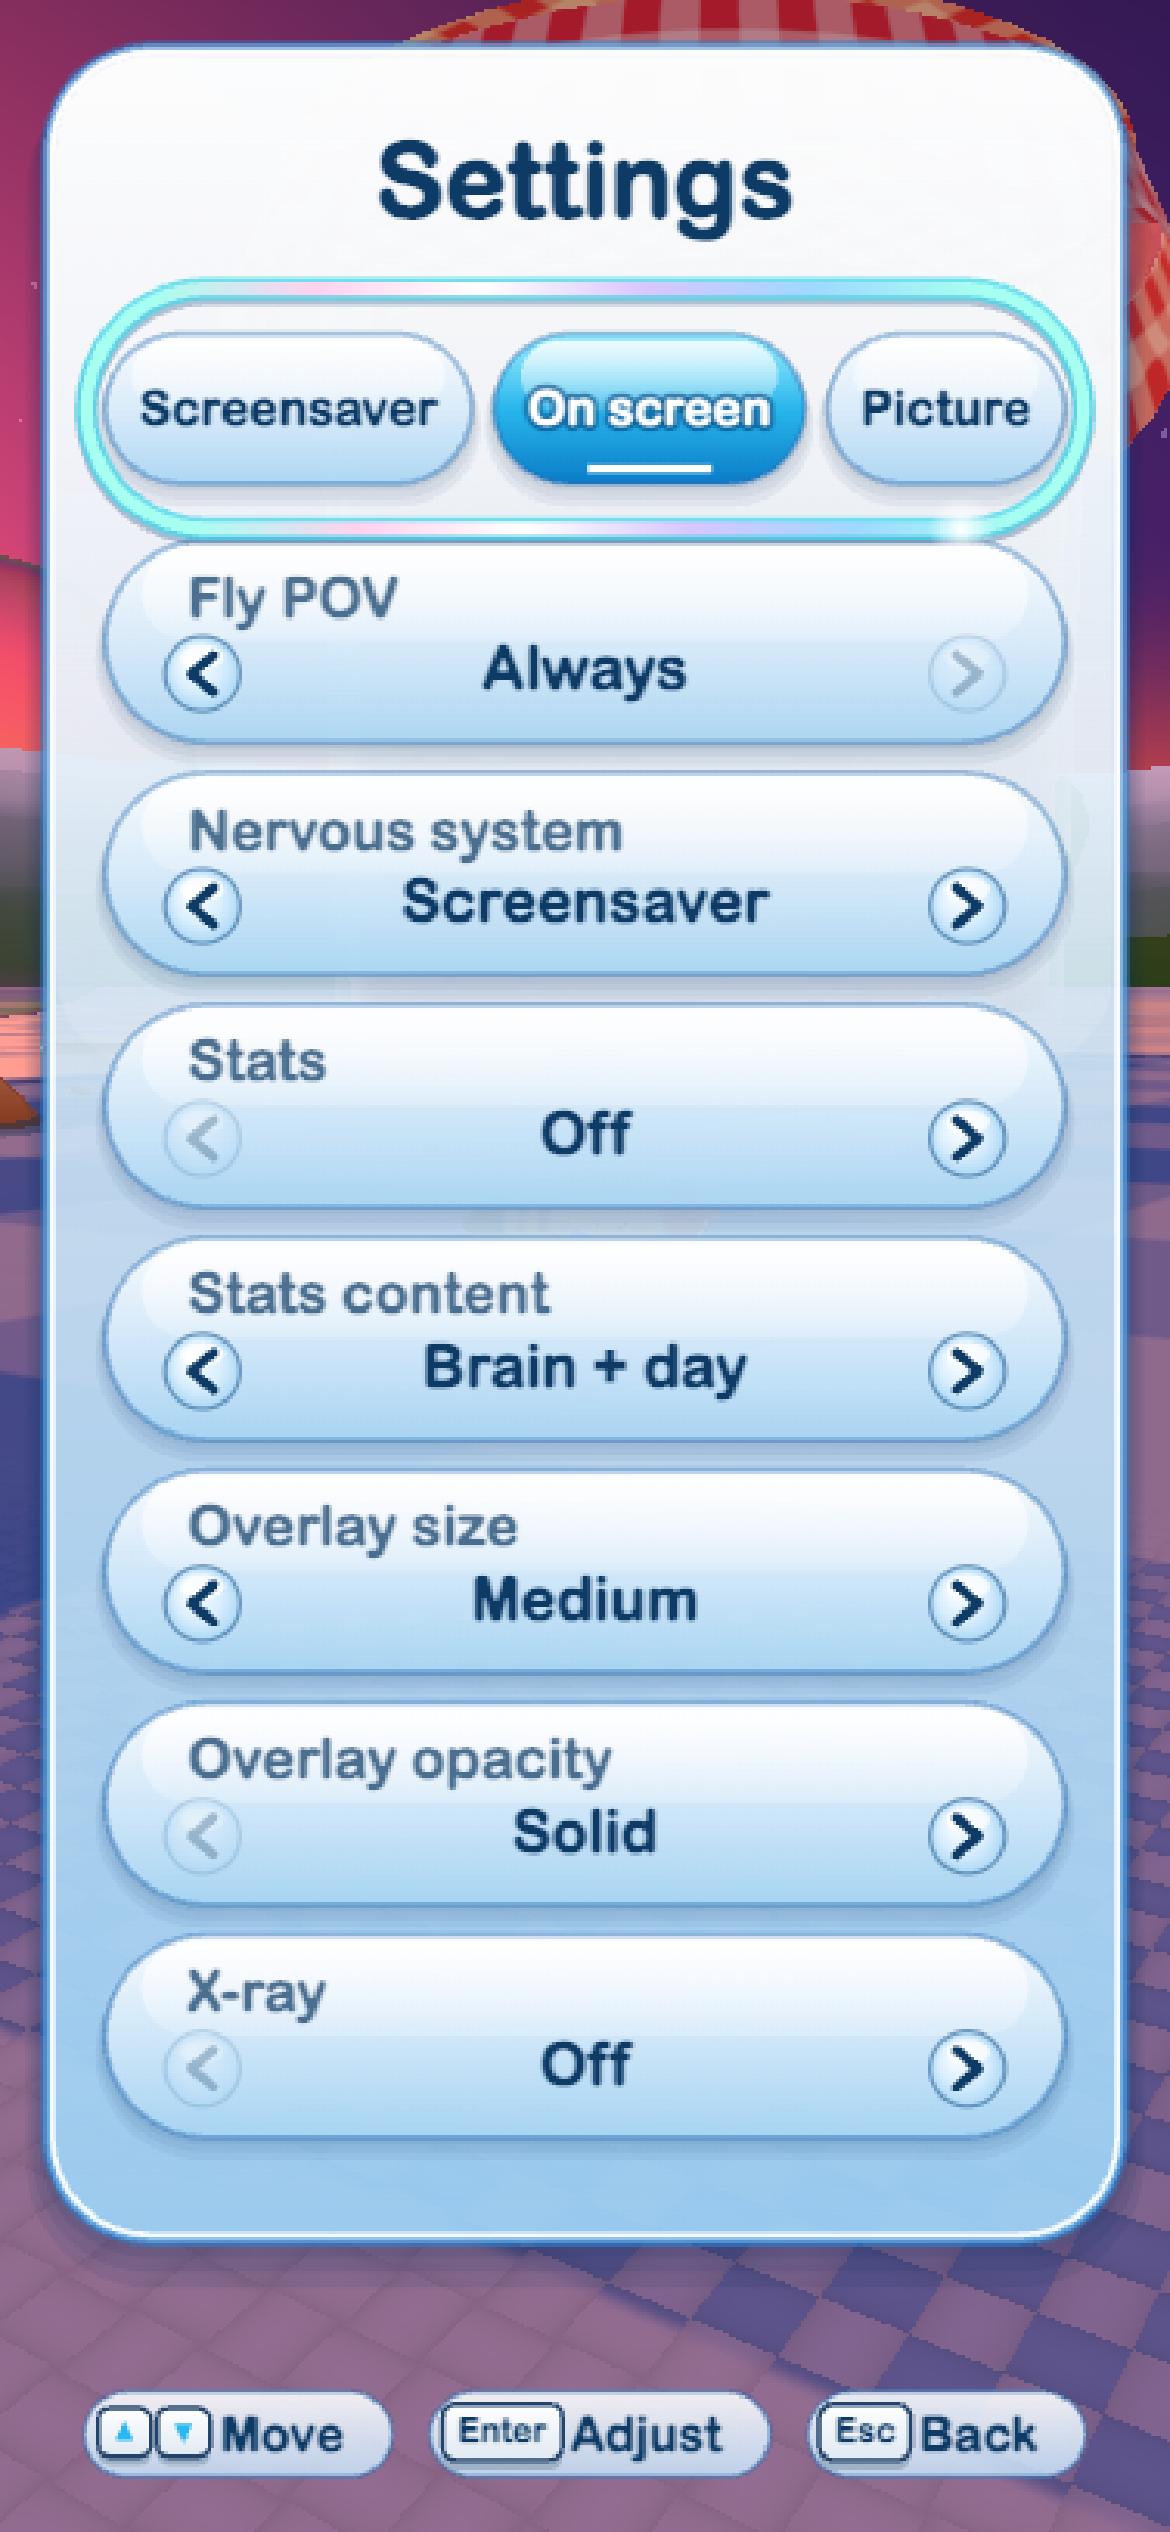 Settings
Screensaver On screen Picture
Fly POV
Always
Nervous system
Screensaver
Stats
Off
Stats content
Brain + day
Overlay size
Medium
Overlay opacity
Solid
X-ray
Off
Move Enter Adjust Esc Back